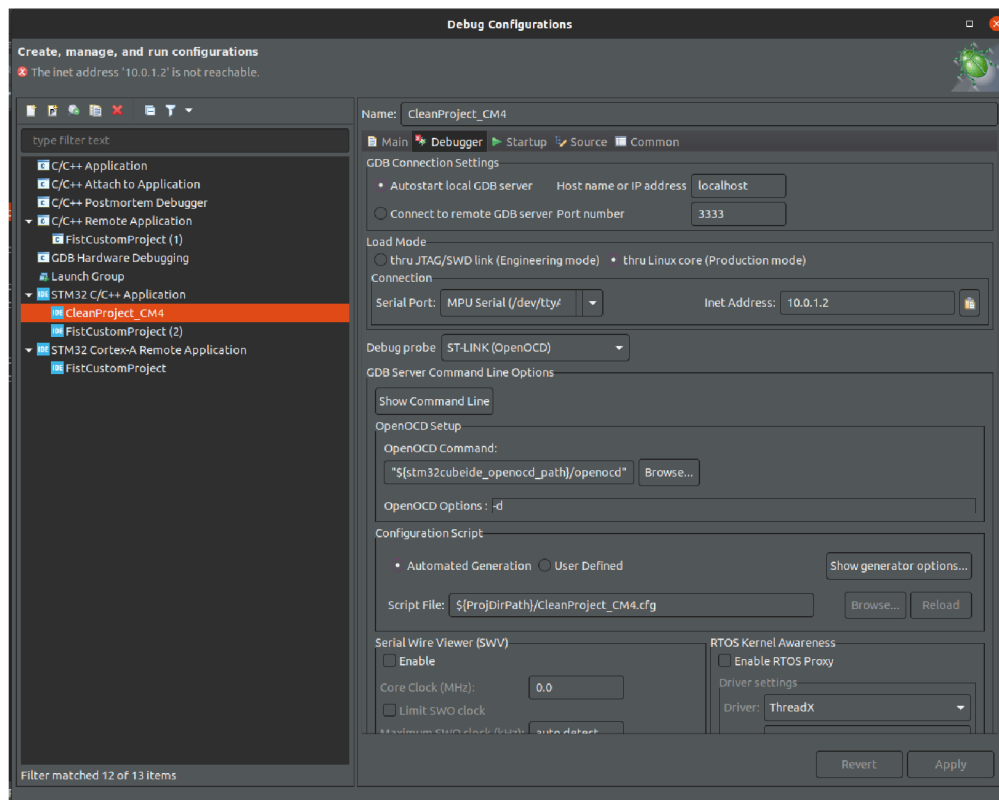 Debug Configurations
Create, manage, and run configurations
The inet address '10.0.1.2' is not reachable.
type filter text
C/C++ Application
C/C++ Attach to Application
C/C++ Postmortem Debugger
C/C++ Remote Application
FistCustomProject (1)
GDB Hardware Debugging
Launch Group
STM32 C/C++ Application
CleanProject_CM4
FistCustomProject (2)
STM32 Cortex-A Remote Application
FistCustomProject
Filter matched 12 of 13 items
Name: CleanProject_CM4
Main Debugger Startup Source Common
GDB Connection Settings
Autostart local GDB server Host name or IP address localhost
Connect to remote GDB server Port number 3333
Load Mode
thru JTAG/SWD link (Engineering mode) thru Linux core (Production mode)
Connection
Serial Port: MPU Serial (/dev/tty Inet Address: 10.0.1.2
Debug probe ST-LINK (OpenOCD)
GDB Server Command Line Options
Show Command Line
OpenOCD Setup
OpenOCD Command:
"${stm32cubeide_openocd_path}/openocd" Browse...
OpenOCD Options : -d
Configuration Script
Automated Generation User Defined Show generator options...
Script File: ${ProjDirPath}/CleanProject_CM4.cfg Browse... Reload
Serial Wire Viewer (SWV) RTOS Kernel Awareness
Enable Enable RTOS Proxy
Core Clock (MHz): 0.0 Driver settings
Limit SWO clock Driver: ThreadX
Maximum SWO clock (kHz): auto detect
Revert Apply